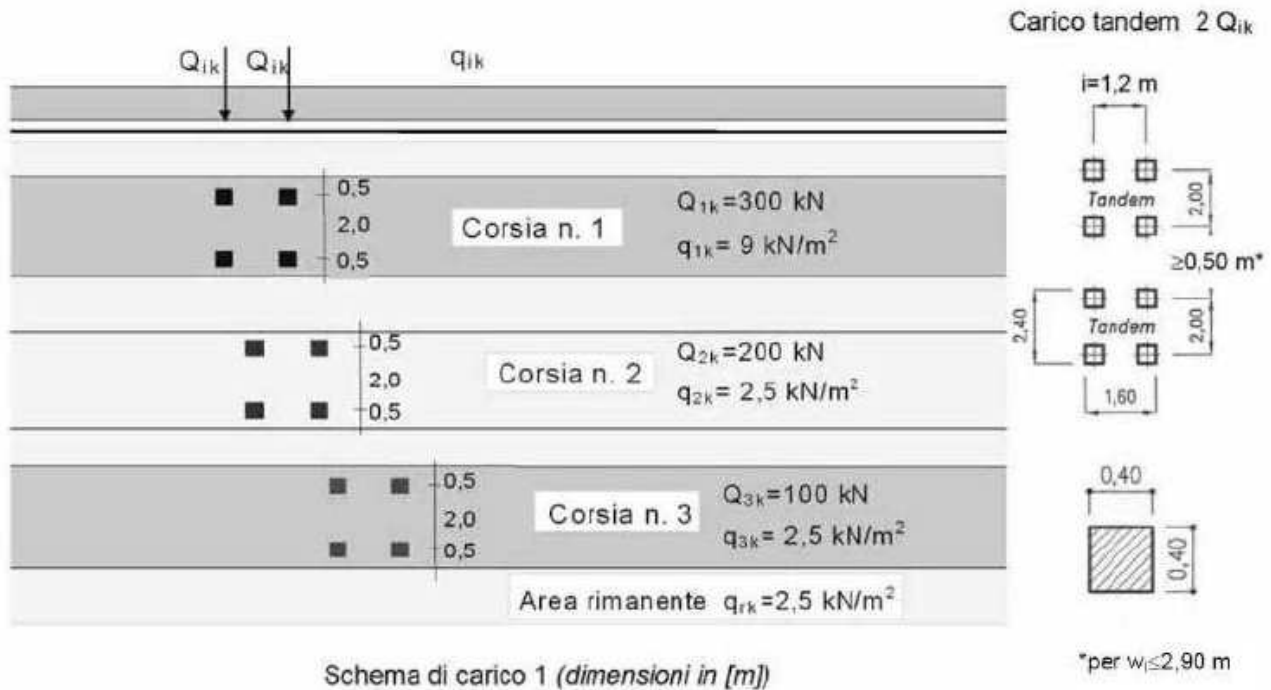 Carico tandem 2 Qik
Qik Qik qik
i=1,2 m
0,5
2,0
0,5
Corsia n. 1
Q1k=300 kN
q1k= 9 kN/m²
Tandem
2,00
≥0,50 m*
0,5
2,0
0,5
Corsia n. 2
Q2k=200 kN
q2k= 2,5 kN/m²
2,40
Tandem
2,00
1,60
0,5
2,0
0,5
Corsia n. 3
Q3k=100 kN
q3k= 2,5 kN/m²
0,40
0,40
Area rimanente qrk=2,5 kN/m²
Schema di carico 1 (dimensioni in [m])
*per wl≤2,90 m